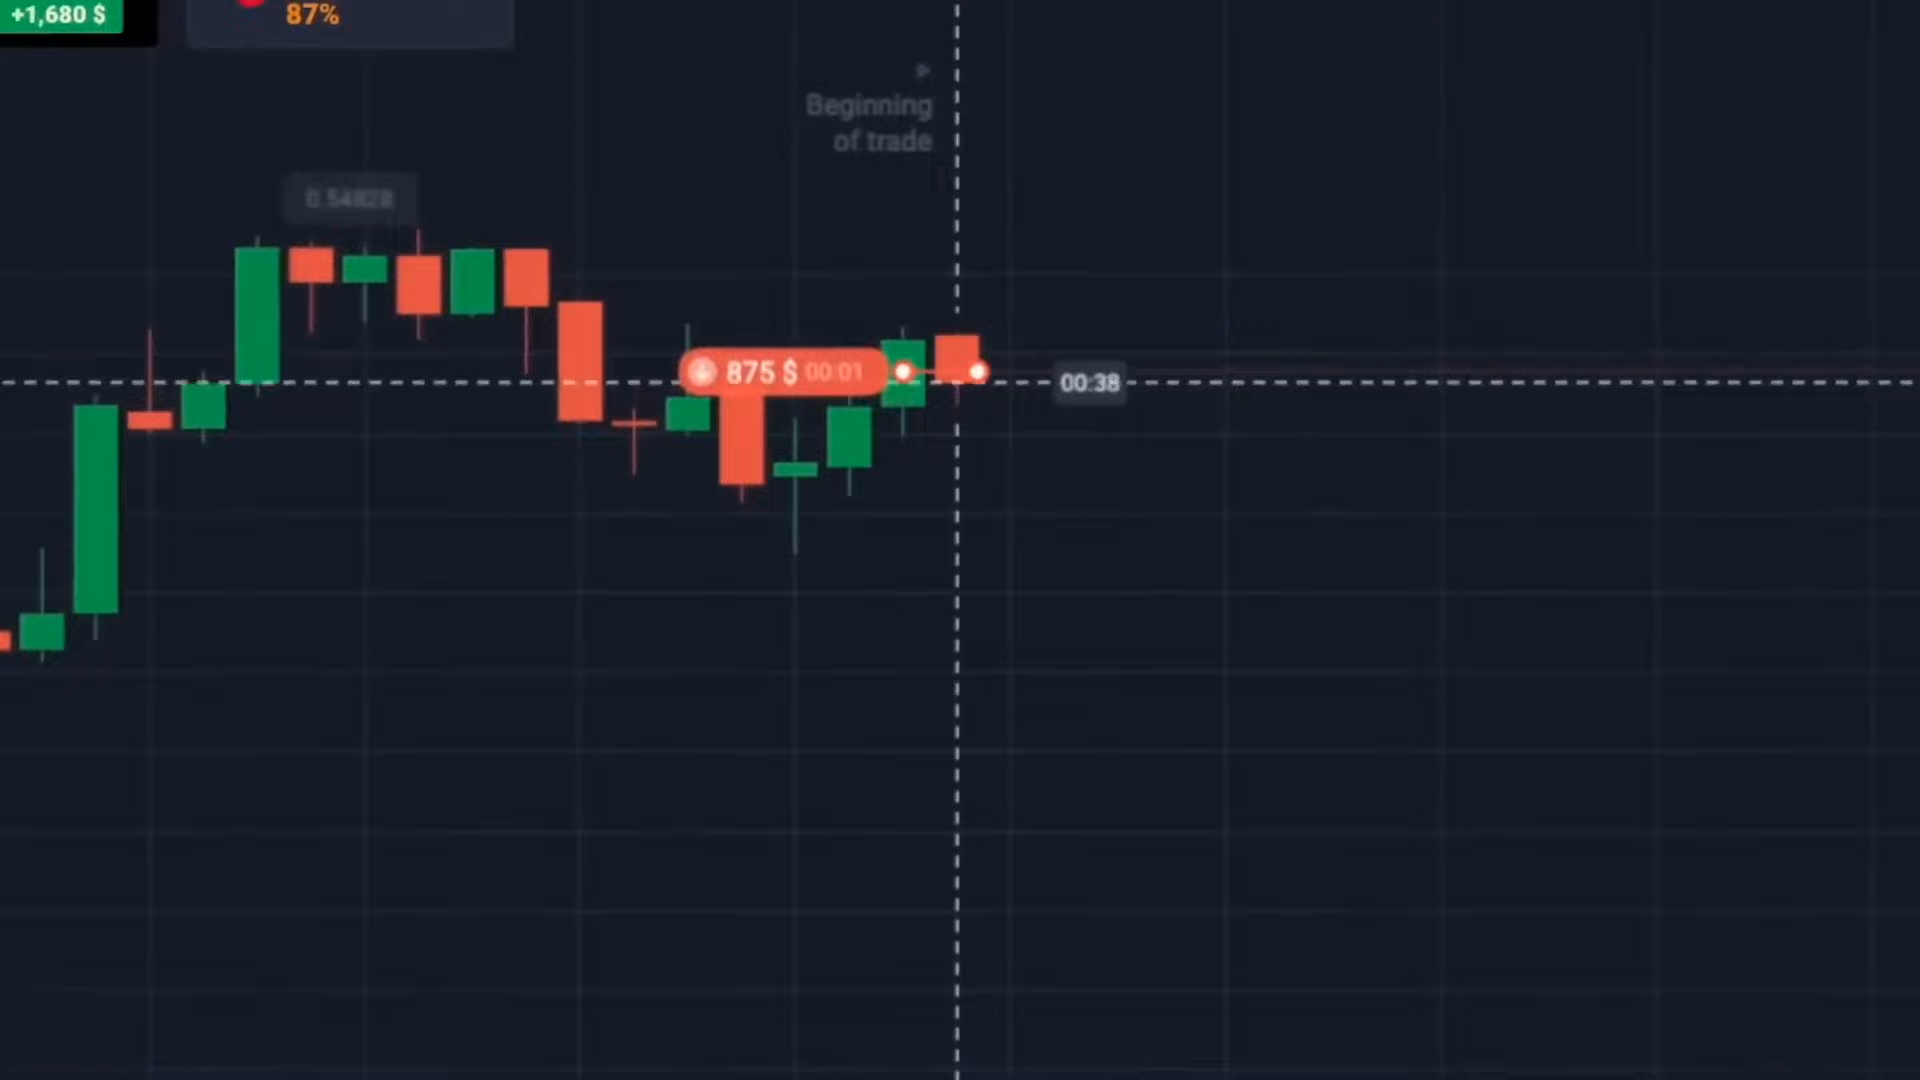 +1,680 $
87%
Beginning
of trade
0.54828
875 $ 00:01
00:38